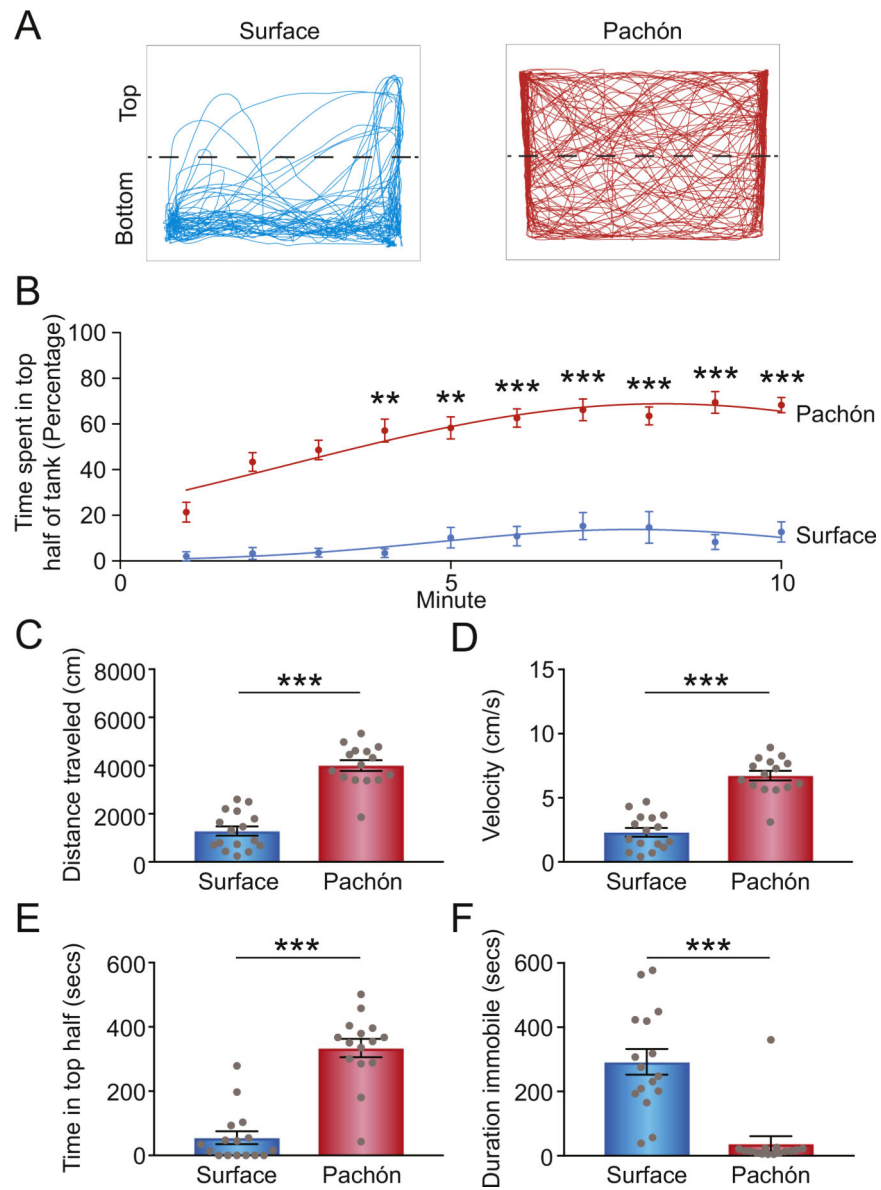 A
Surface
Pachón
Top
Bottom
B
Time spent in top
half of tank (Percentage)
100
80
60
40
20
0
** ** *** *** *** *** ***
Pachón
Surface
0 5 10
Minute
C
Distance traveled (cm)
8000
6000
4000
2000
0
***
Surface Pachón
D
Velocity (cm/s)
15
10
5
0
***
Surface Pachón
E
Time in top half (secs)
600
400
200
0
***
Surface Pachón
F
Duration immobile (secs)
600
400
200
0
***
Surface Pachón